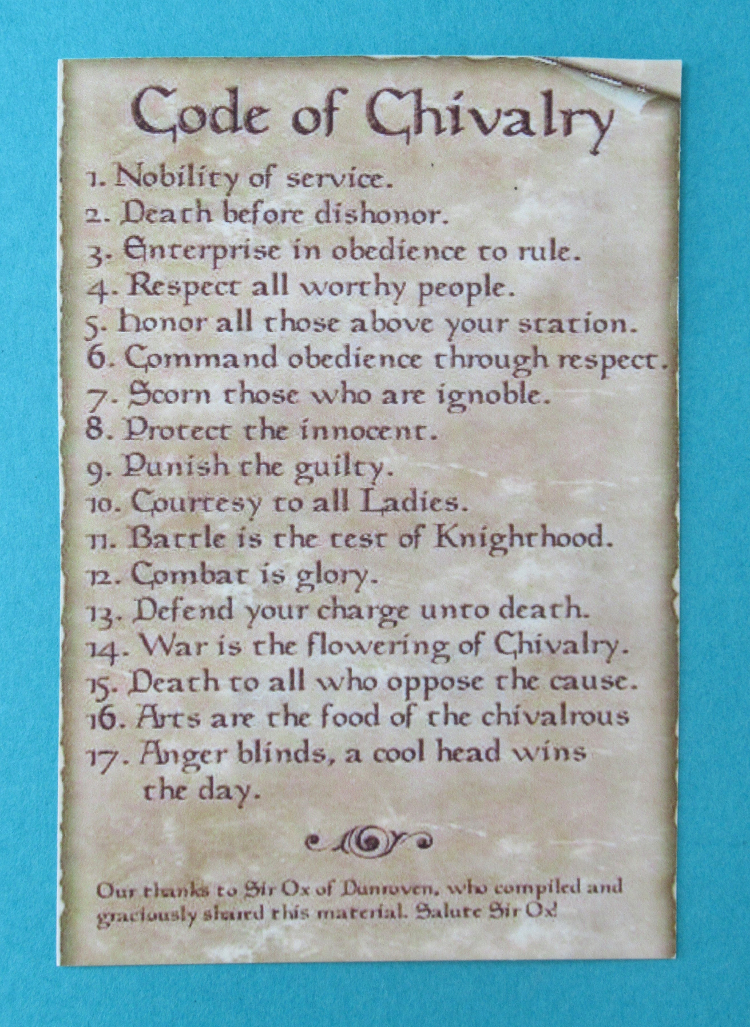 Code of Chivalry
1. Nobility of service.
2. Death before dishonor.
3. Enterprise in obedience to rule.
4. Respect all worthy people.
5. Honor all those above your station.
6. Command obedience through respect.
7. Scorn those who are ignoble.
8. Protect the innocent.
9. Punish the guilty.
10. Courtesy to all Ladies.
11. Battle is the test of Knighthood.
12. Combat is glory.
13. Defend your charge unto death.
14. War is the flowering of Chivalry.
15. Death to all who oppose the cause.
16. Arts are the food of the chivalrous
17. Anger blinds, a cool head wins
the day.
Our thanks to Sir Ox of Dunroven, who compiled and
graciously shared this material. Salute Sir Ox!